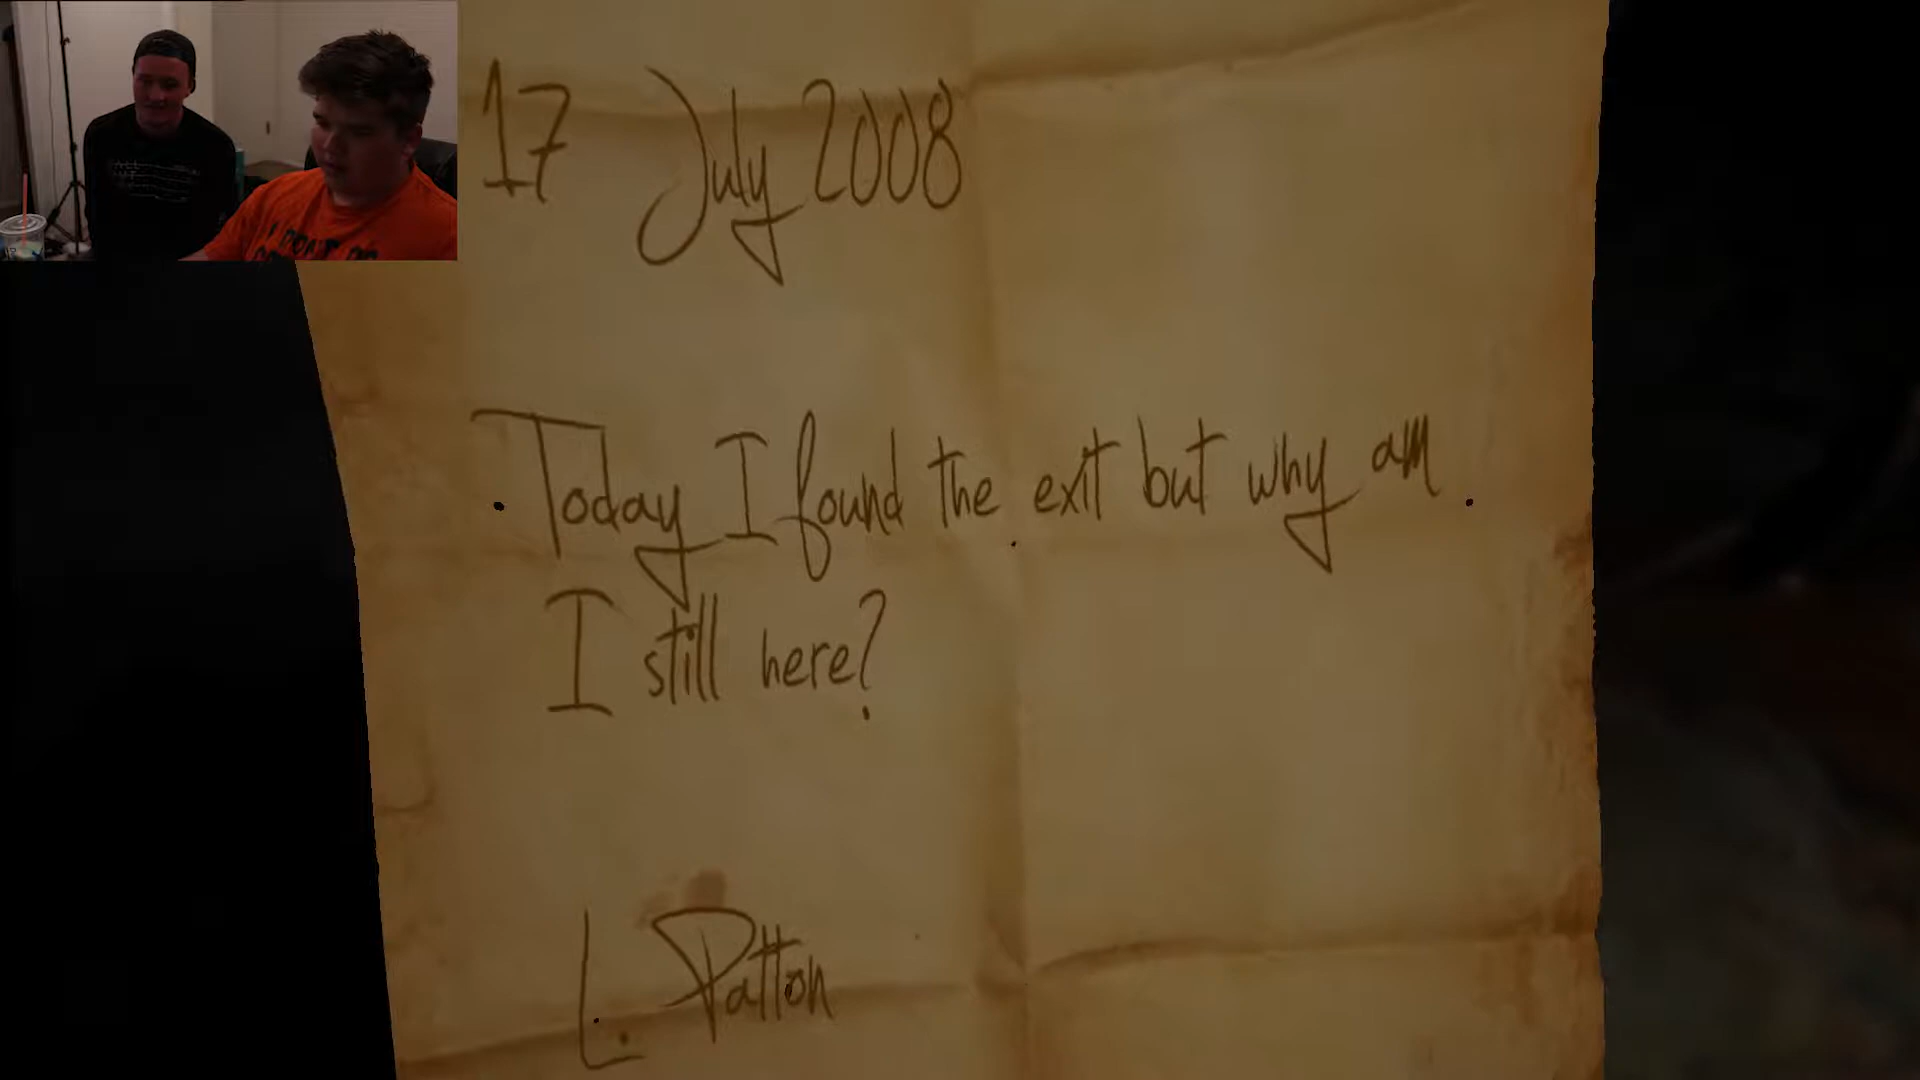 17 July 2008
Today I found the exit but why am
I still here?
L. Patton